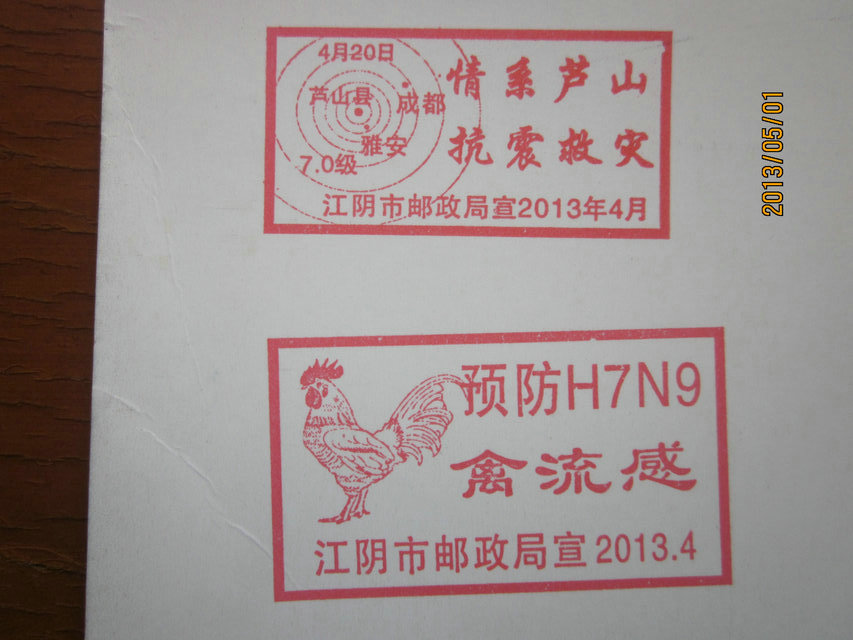 4月20日
芦山县
成都
雅安
7.0级
情系芦山
抗震救灾
江阴市邮政局宣2013年4月
预防H7N9
禽流感
江阴市邮政局宣2013.4
2013/05/01